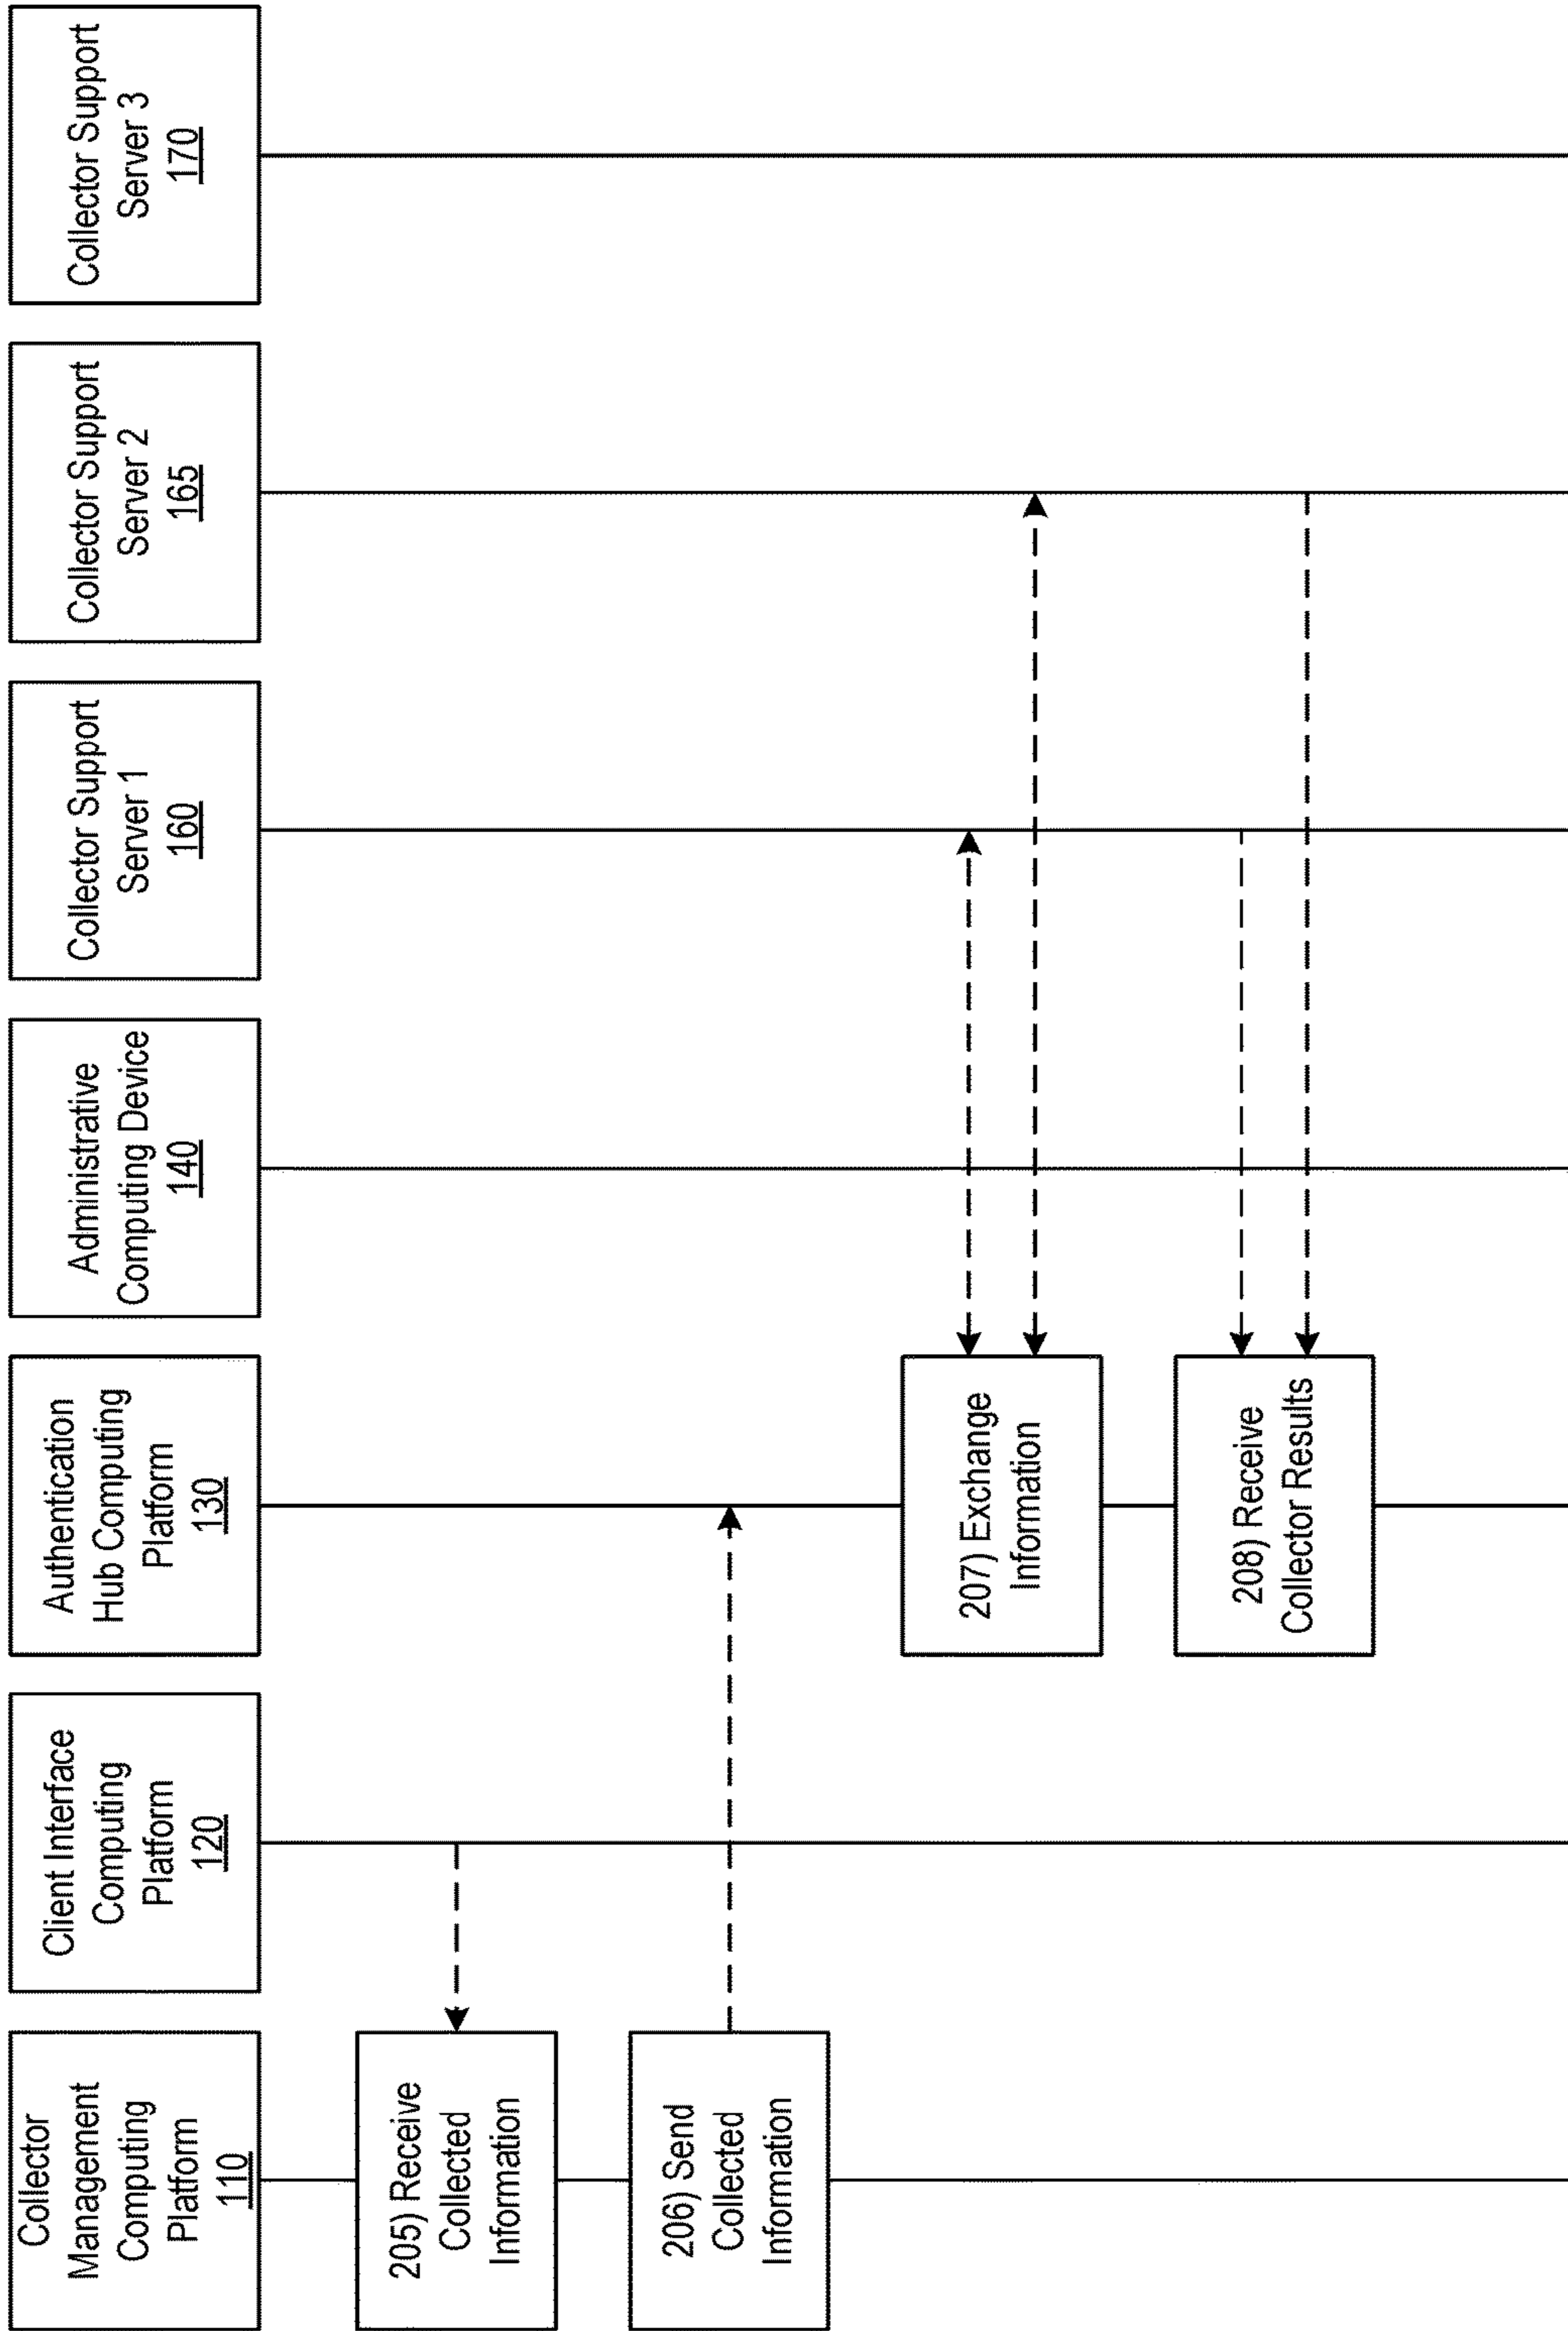 Collector
Management
Computing
Platform
110
Client Interface
Computing
Platform
120
Authentication
Hub Computing
Platform
130
Administrative
Computing Device
140
Collector Support
Server 1
160
Collector Support
Server 2
165
Collector Support
Server 3
170
205) Receive
Collected
Information
206) Send
Collected
Information
207) Exchange
Information
208) Receive
Collector Results